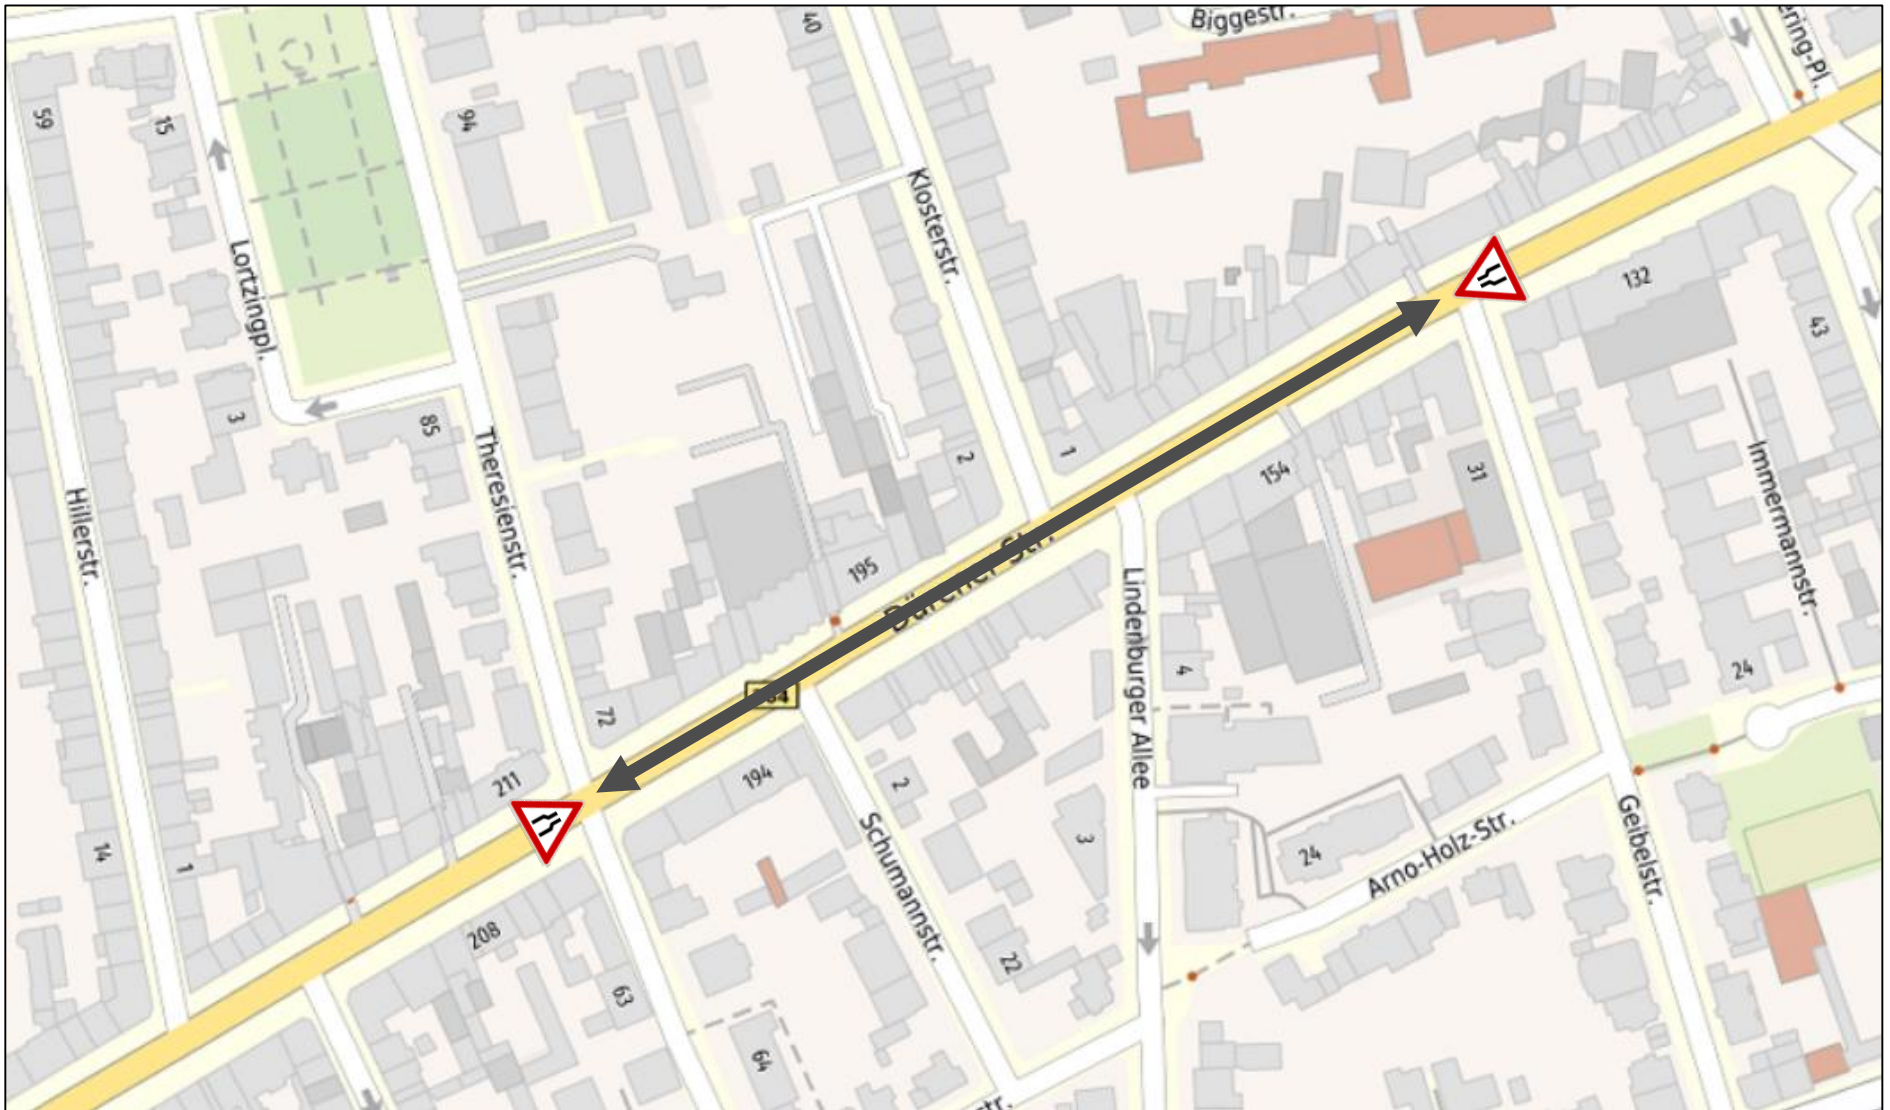 Biggestr.
ering-Pl.
40
59
15
94
Klosterstr.
Lortzingpl.
132
43
3
85
Theresienstr.
2
1
154
31
Immermannstr.
Hillerstr.
195
Dürener Str.
Lindenburger Allee
4
24
72
211
194
2
Schumannstr.
3
24
Arno-Holz-Str.
Geibelstr.
14
1
208
63
22
64
str.